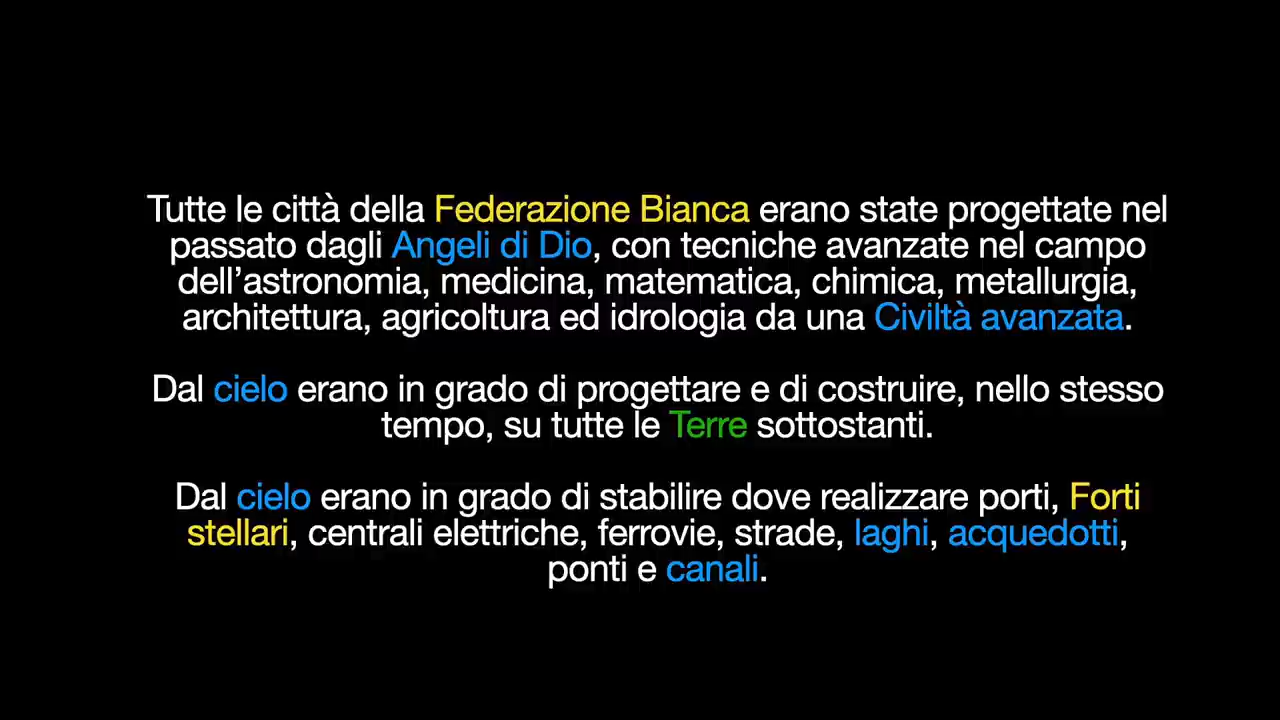 Tutte le città della Federazione Bianca erano state progettate nel
passato dagli Angeli di Dio, con tecniche avanzate nel campo
dell’astronomia, medicina, matematica, chimica, metallurgia,
architettura, agricoltura ed idrologia da una Civiltà avanzata.
Dal cielo erano in grado di progettare e di costruire, nello stesso
tempo, su tutte le Terre sottostanti.
Dal cielo erano in grado di stabilire dove realizzare porti, Forti
stellari, centrali elettriche, ferrovie, strade, laghi, acquedotti,
ponti e canali.